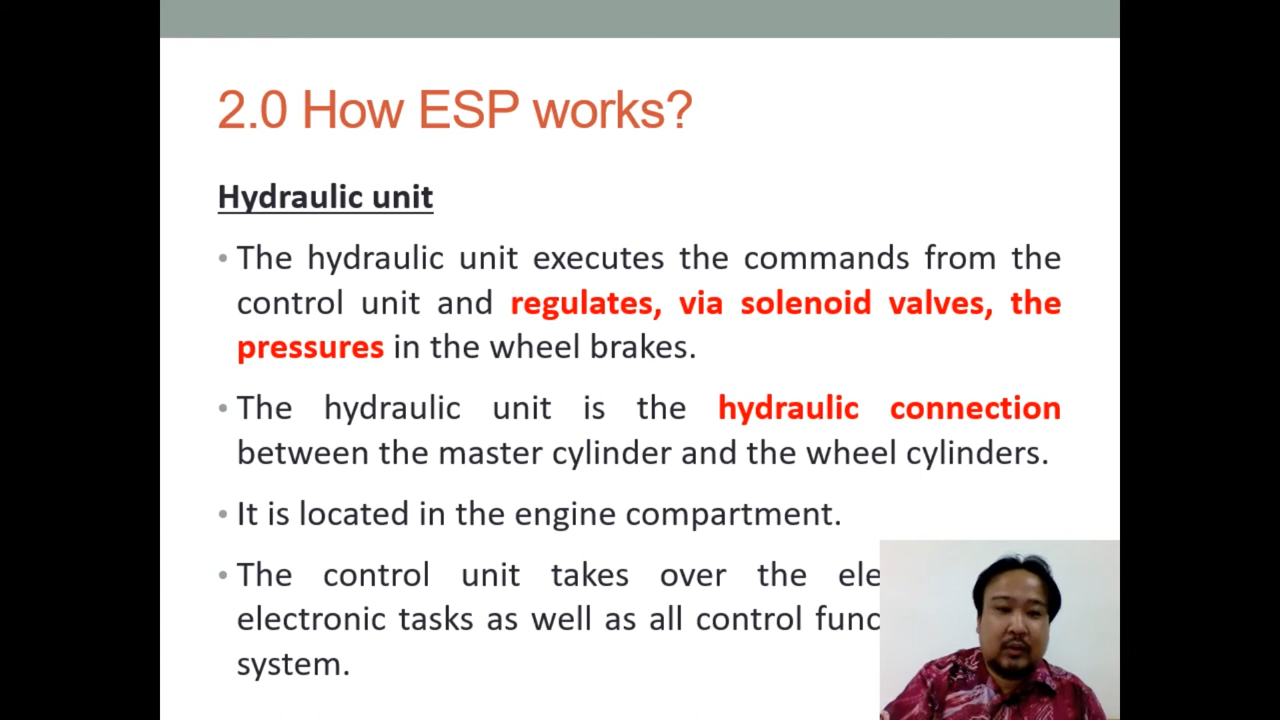 2.0 How ESP works?
Hydraulic unit
• The hydraulic unit executes the commands from the
control unit and regulates, via solenoid valves, the
pressures in the wheel brakes.
• The hydraulic unit is the hydraulic connection
between the master cylinder and the wheel cylinders.
• It is located in the engine compartment.
• The control unit takes over the
electronic tasks as well as all control
system.